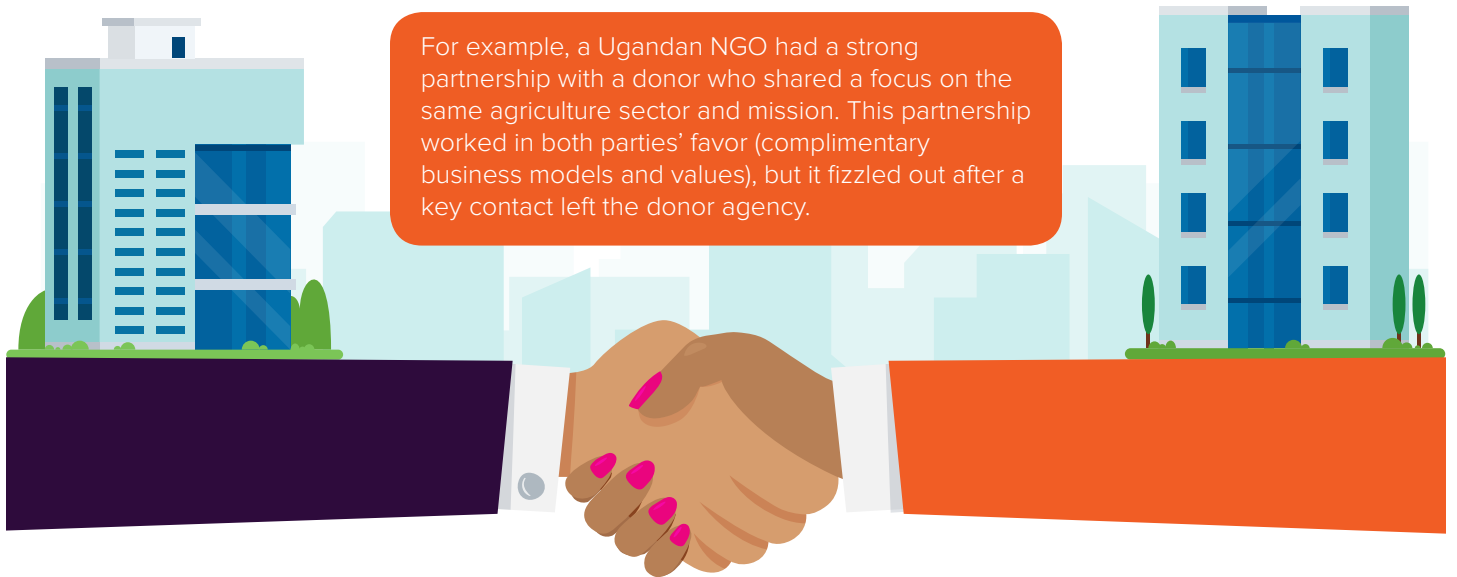 For example, a Ugandan NGO had a strong
partnership with a donor who shared a focus on the
same agriculture sector and mission. This partnership
worked in both parties’ favor (complimentary
business models and values), but it fizzled out after a
key contact left the donor agency.